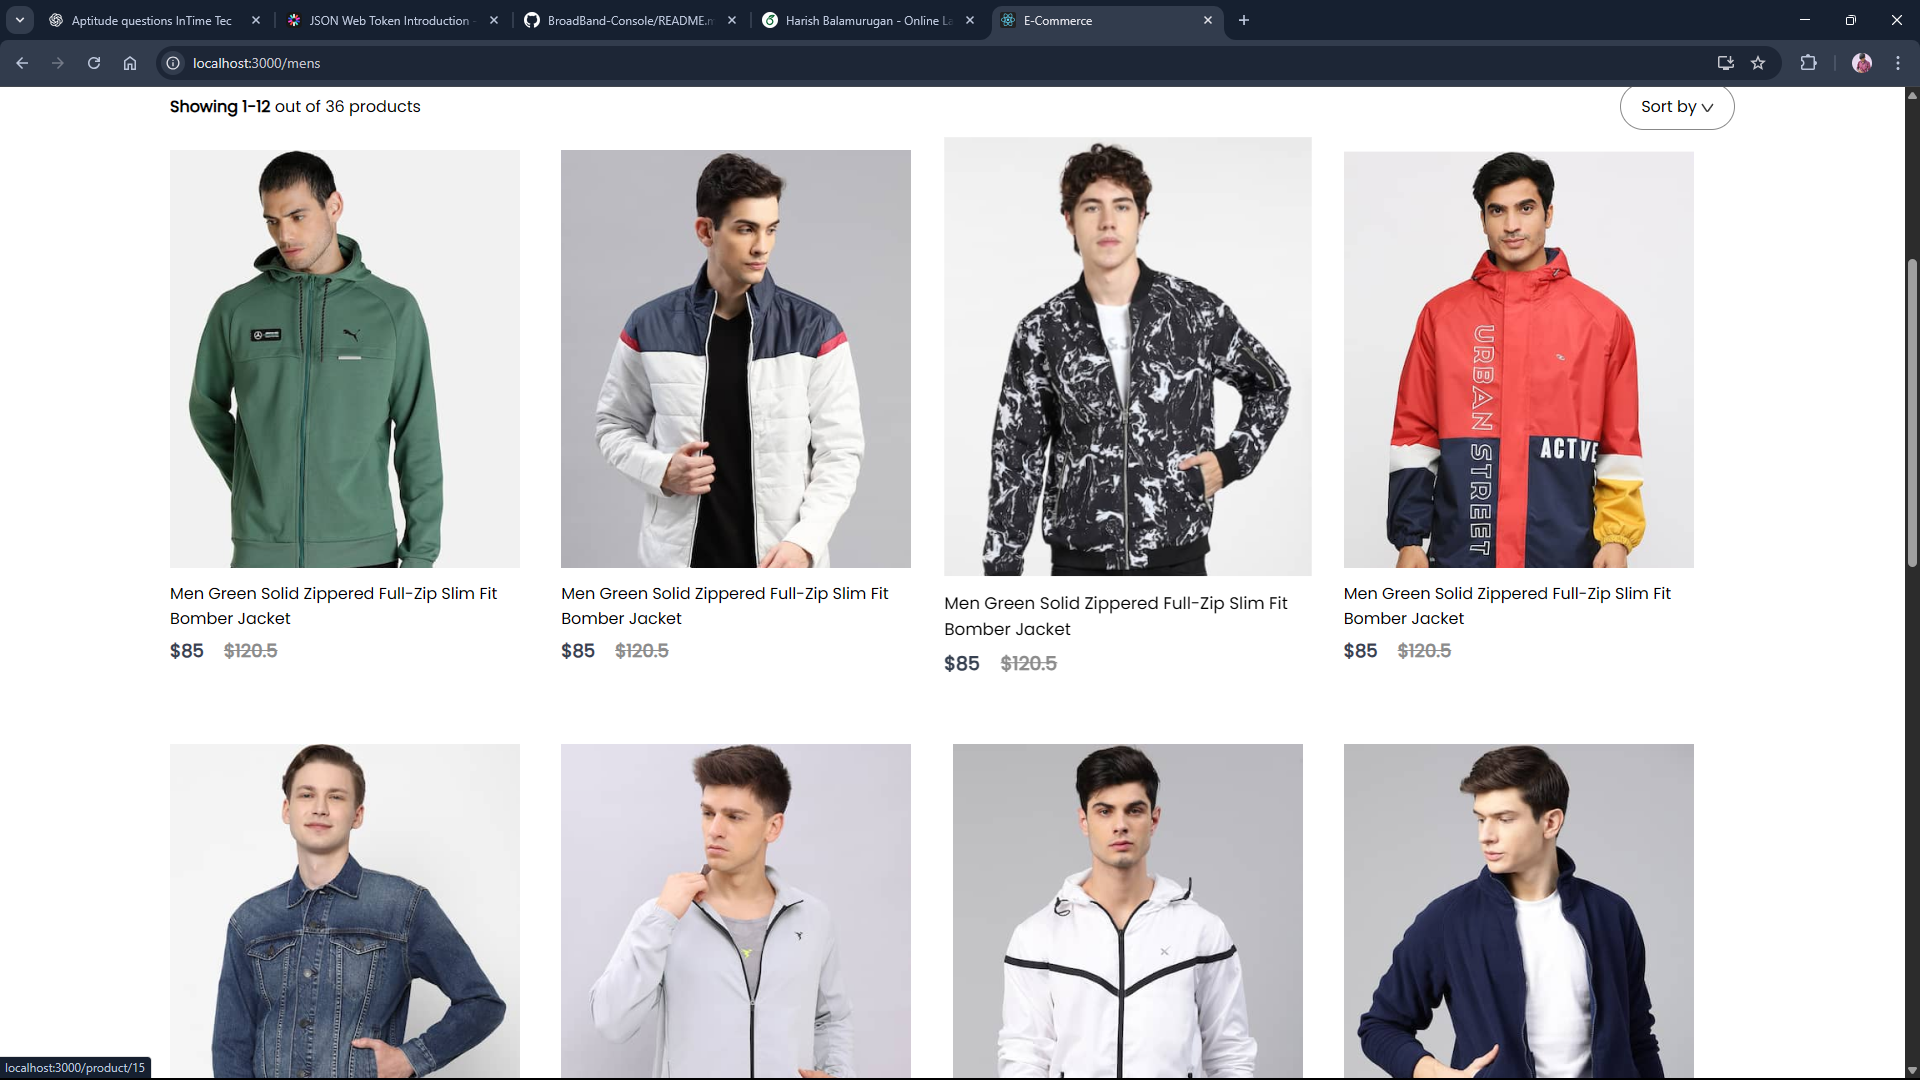 Aptitude questions InTime Tec
JSON Web Token Introduction -
BroadBand-Console/README.m
Harish Balamurugan - Online La
E-Commerce
localhost:3000/mens
Showing 1-12 out of 36 products
Sort by
URBAN STREET
ACTIVE
Men Green Solid Zippered Full-Zip Slim Fit
Bomber Jacket
$85 $120.5
Men Green Solid Zippered Full-Zip Slim Fit
Bomber Jacket
$85 $120.5
Men Green Solid Zippered Full-Zip Slim Fit
Bomber Jacket
$85 $120.5
Men Green Solid Zippered Full-Zip Slim Fit
Bomber Jacket
$85 $120.5
localhost:3000/product/15